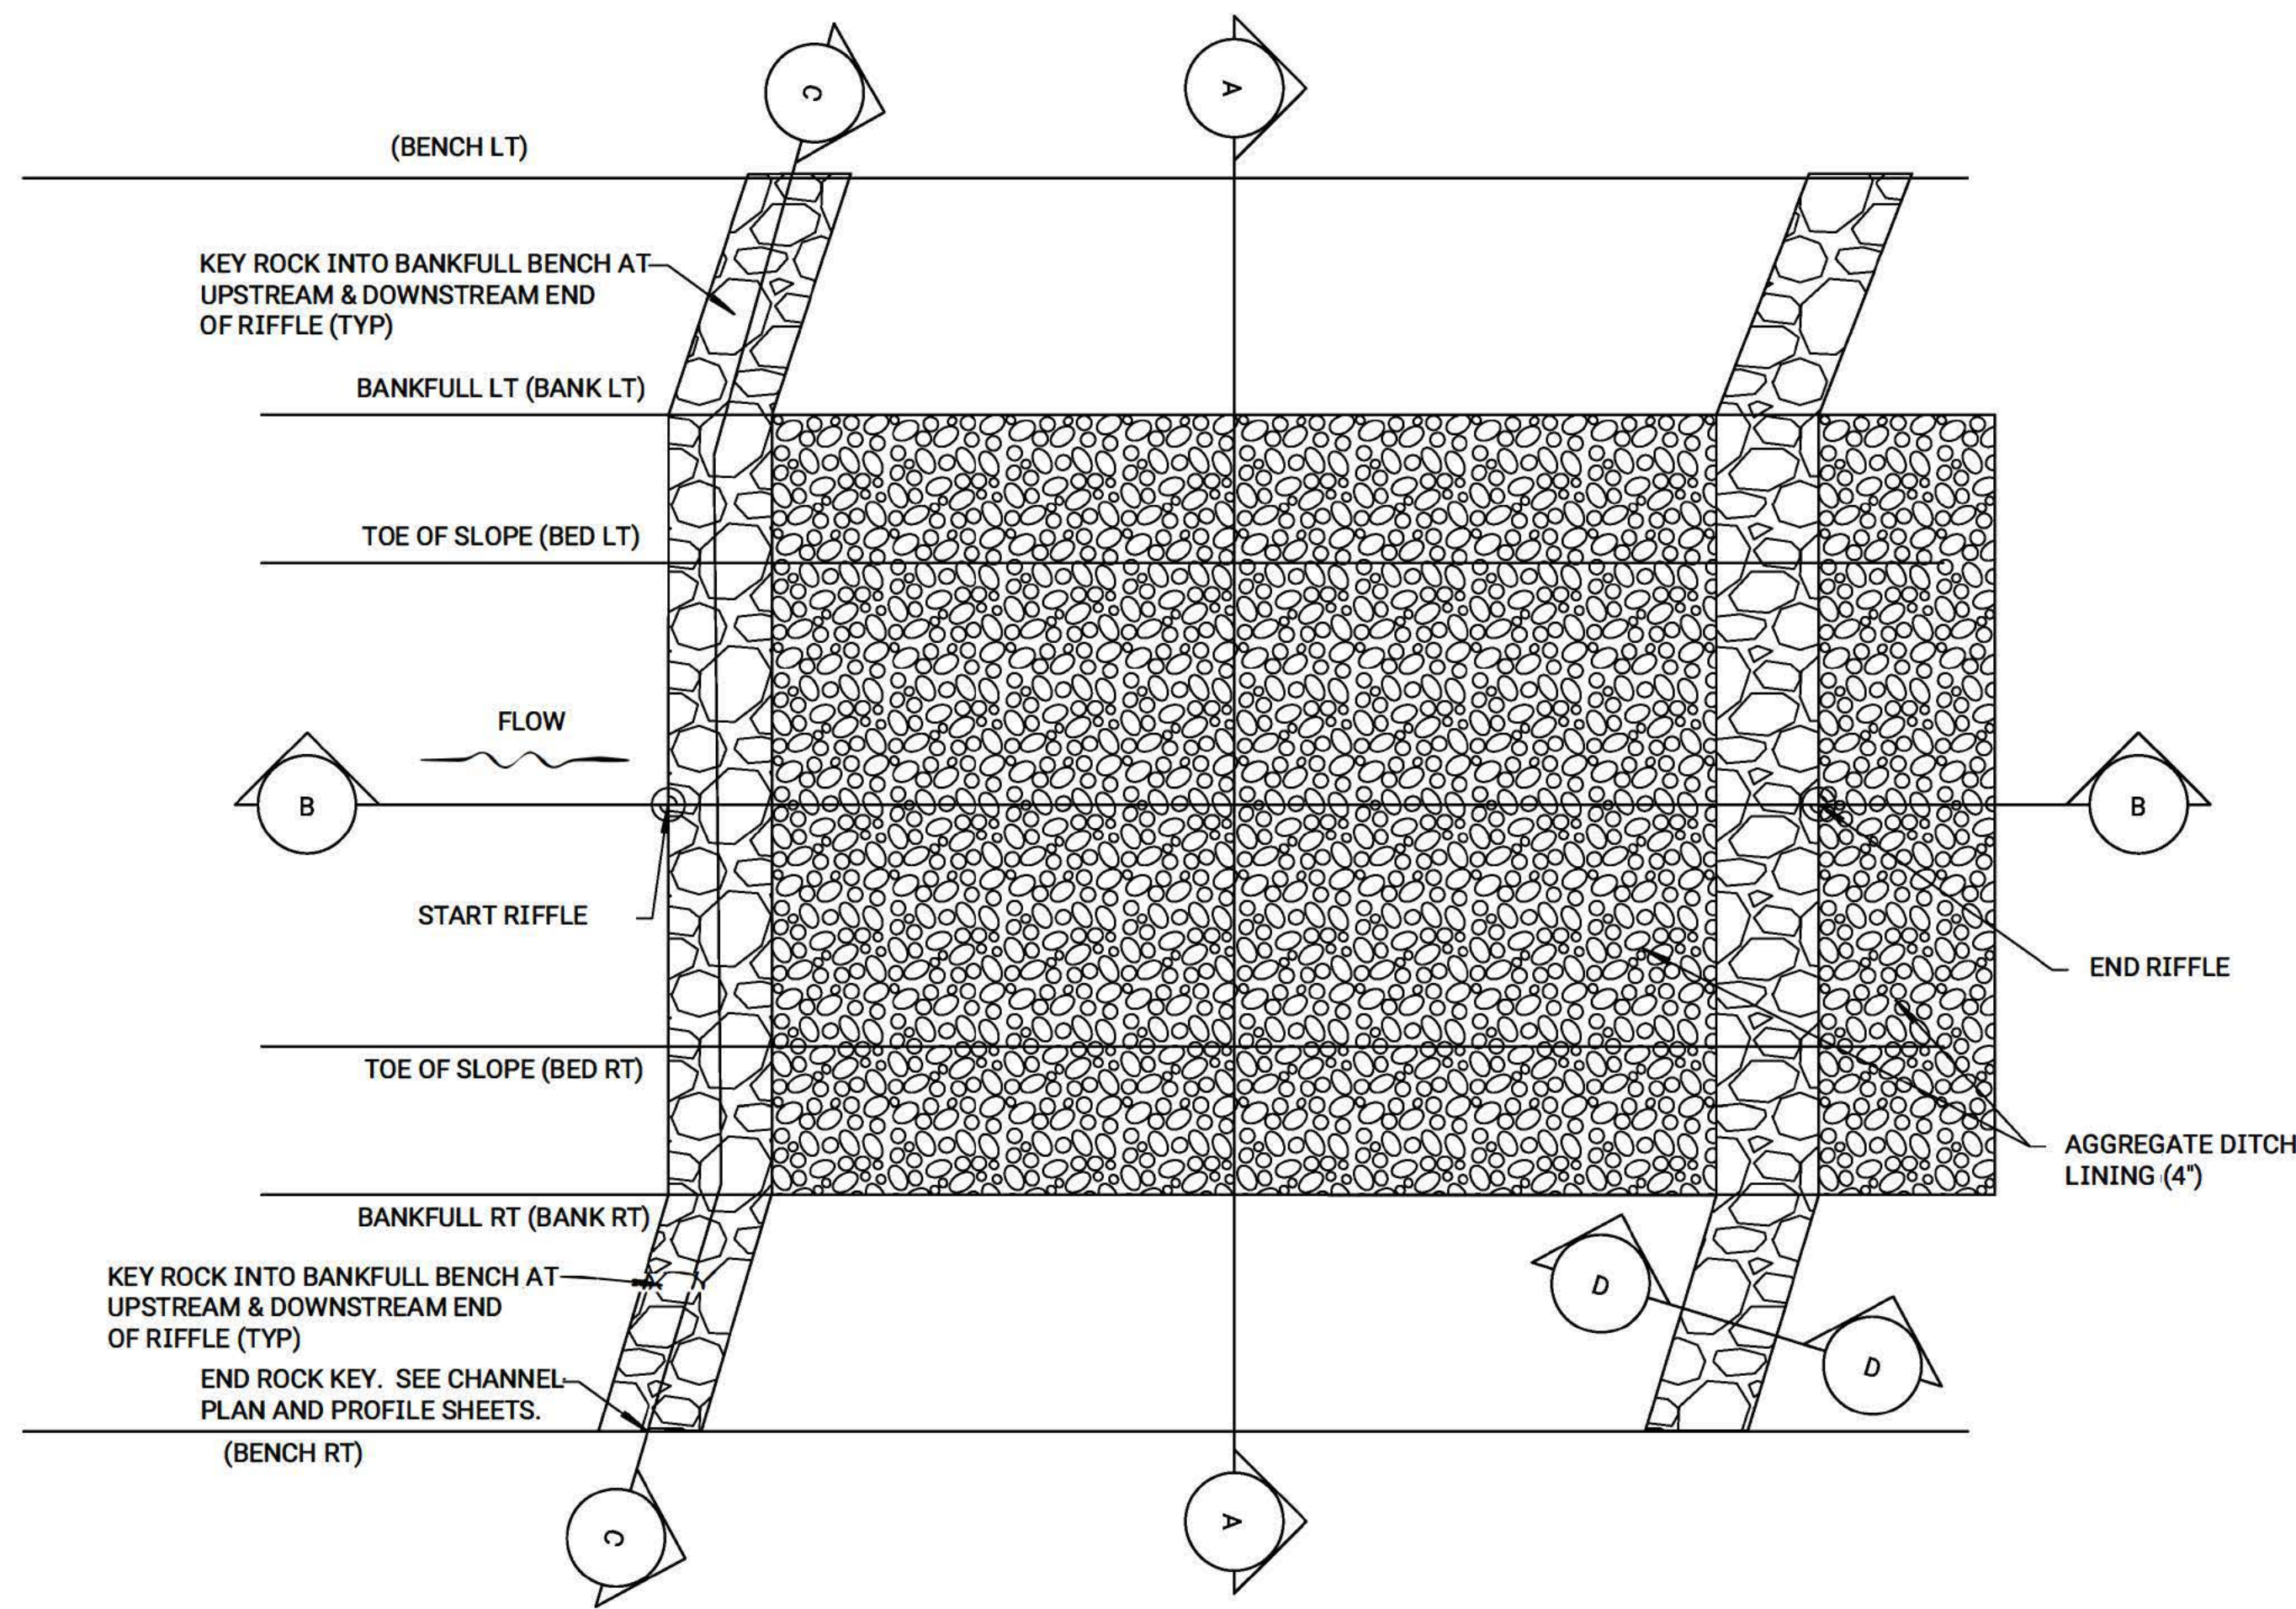 C
A
(BENCH LT)
KEY ROCK INTO BANKFULL BENCH AT
UPSTREAM & DOWNSTREAM END
OF RIFFLE (TYP)
BANKFULL LT (BANK LT)
TOE OF SLOPE (BED LT)
FLOW
B
B
START RIFFLE
END RIFFLE
TOE OF SLOPE (BED RT)
AGGREGATE DITCH
LINING (4")
BANKFULL RT (BANK RT)
KEY ROCK INTO BANKFULL BENCH AT
UPSTREAM & DOWNSTREAM END
OF RIFFLE (TYP)
D
D
END ROCK KEY. SEE CHANNEL
PLAN AND PROFILE SHEETS.
(BENCH RT)
C
A